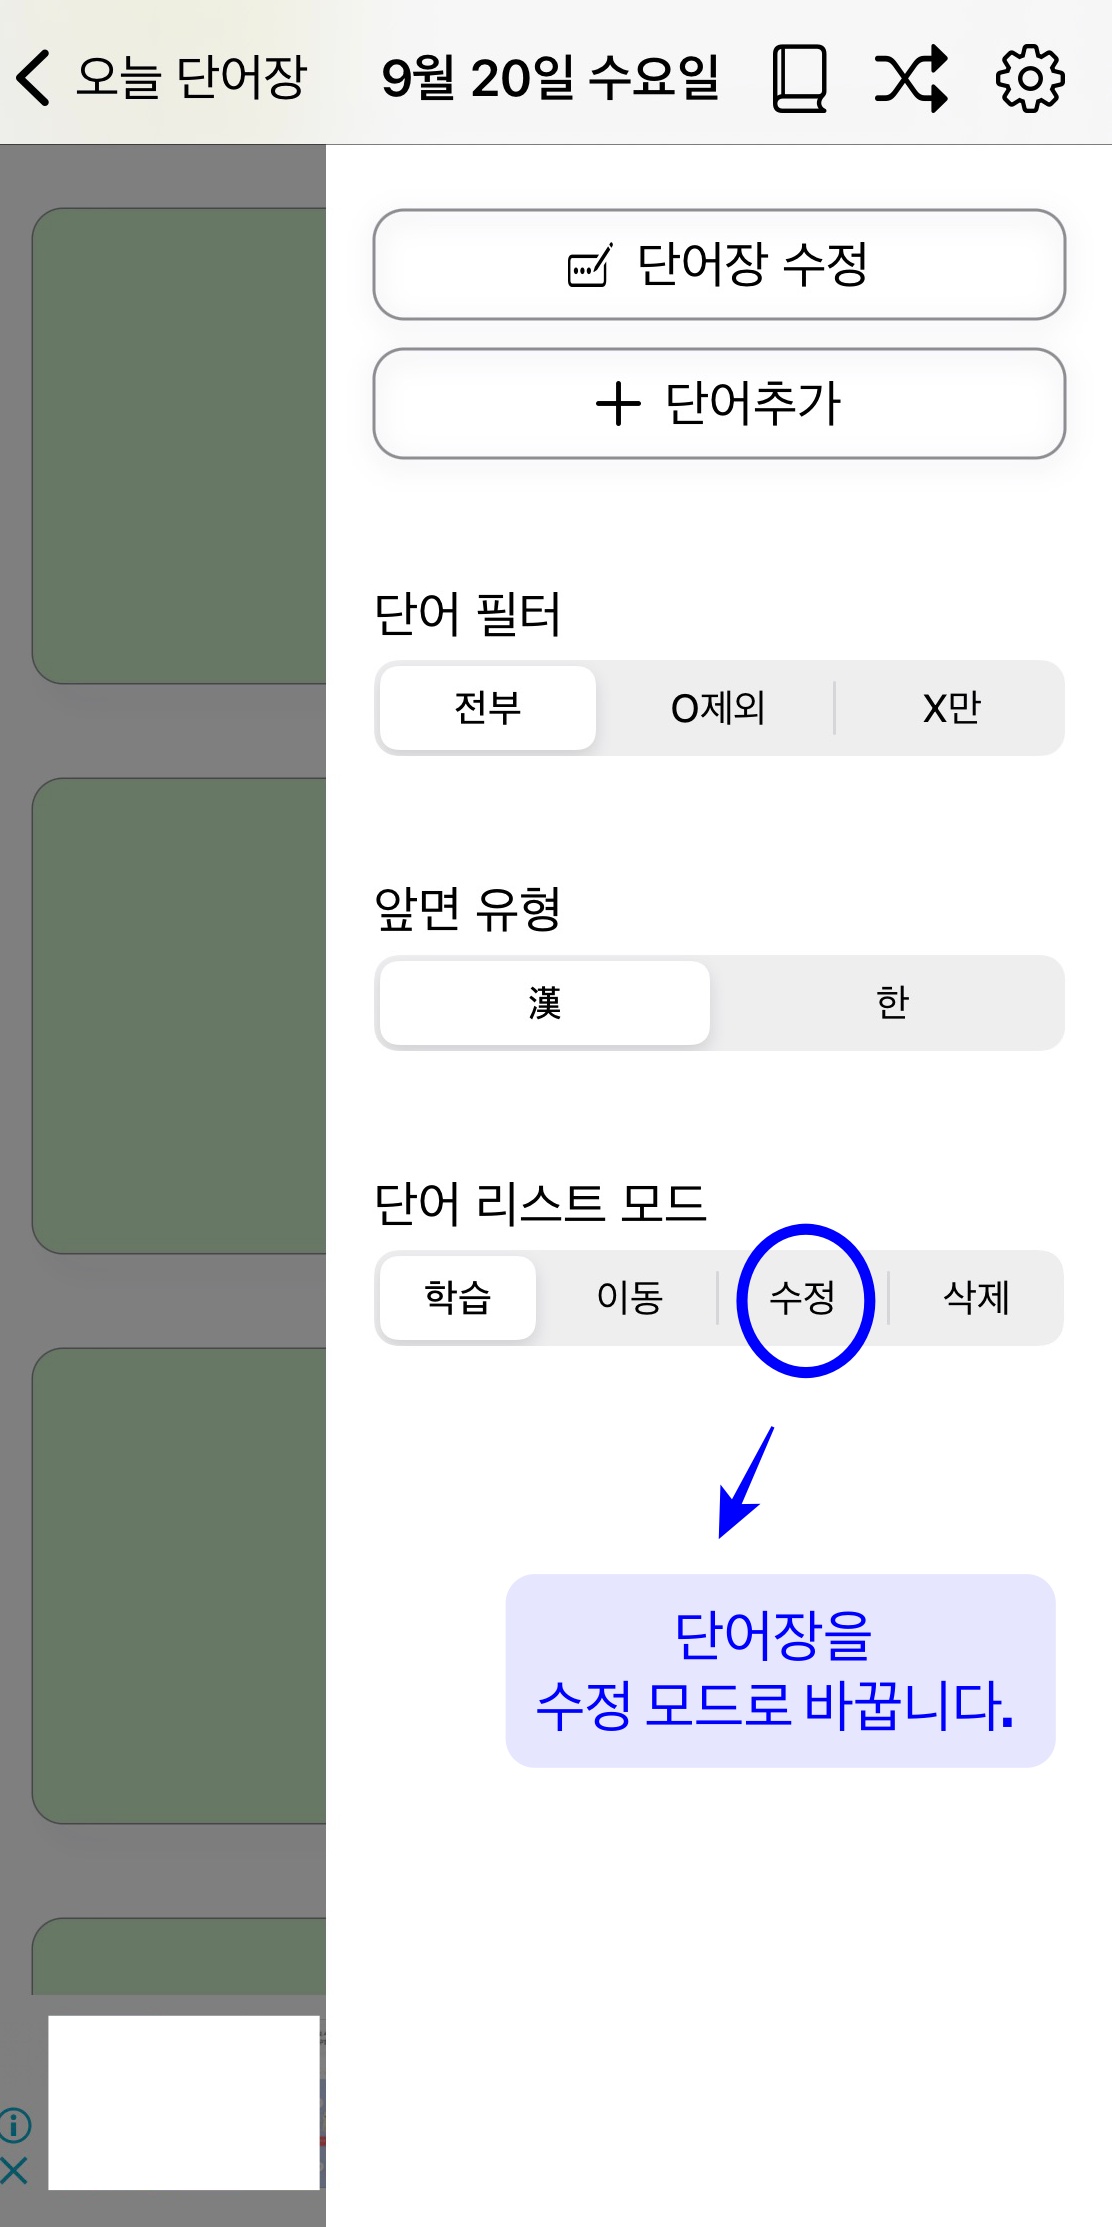 오늘 단어장
9월 20일 수요일
단어장 수정
단어추가
단어 필터
전부
O제외
X만
앞면 유형
漢
한
단어 리스트 모드
학습
이동
수정
삭제
단어장을
수정 모드로 바꿉니다.